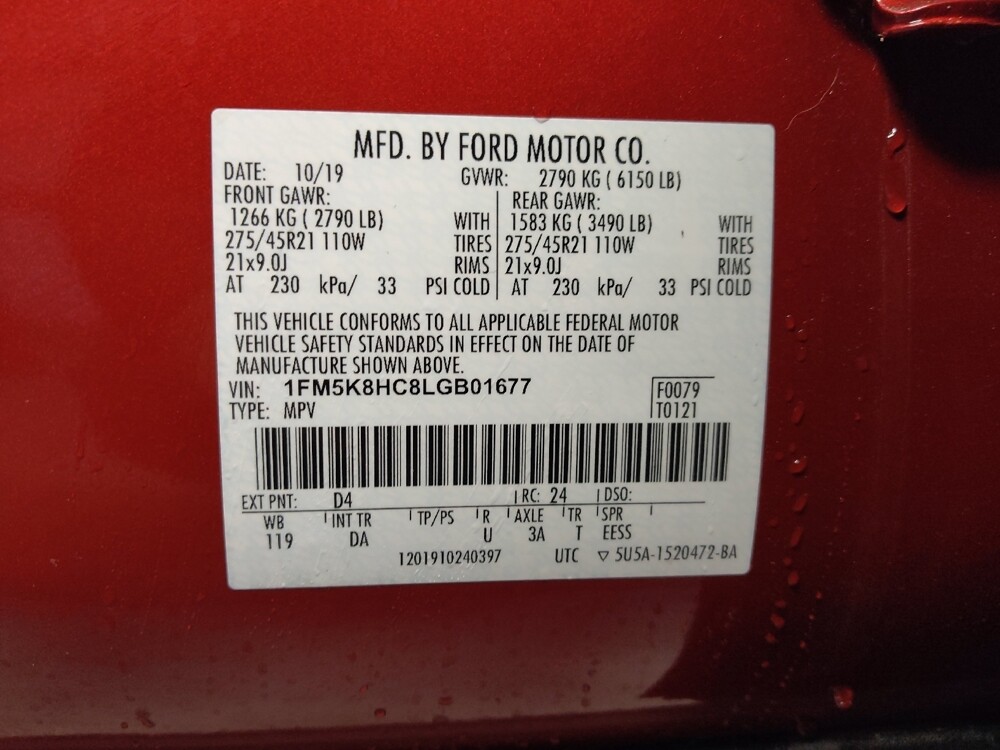 MFD. BY FORD MOTOR CO.
DATE: 10/19 GVWR: 2790 KG ( 6150 LB)
FRONT GAWR: REAR GAWR:
1266 KG ( 2790 LB) WITH 1583 KG ( 3490 LB) WITH
275/45R21 110W TIRES 275/45R21 110W TIRES
21x9.0J RIMS 21x9.0J RIMS
AT 230 kPa/ 33 PSI COLD AT 230 kPa/ 33 PSI COLD
THIS VEHICLE CONFORMS TO ALL APPLICABLE FEDERAL MOTOR
VEHICLE SAFETY STANDARDS IN EFFECT ON THE DATE OF
MANUFACTURE SHOWN ABOVE.
VIN: 1FM5K8HC8LGB01677 F0079
TYPE: MPV T0121
EXT PNT: D4 RC: 24 DSO:
WB INT TR TP/PS R AXLE TR SPR
119 DA U 3A T EESS
1201910240397 UTC ▽ 5U5A-1520472-BA